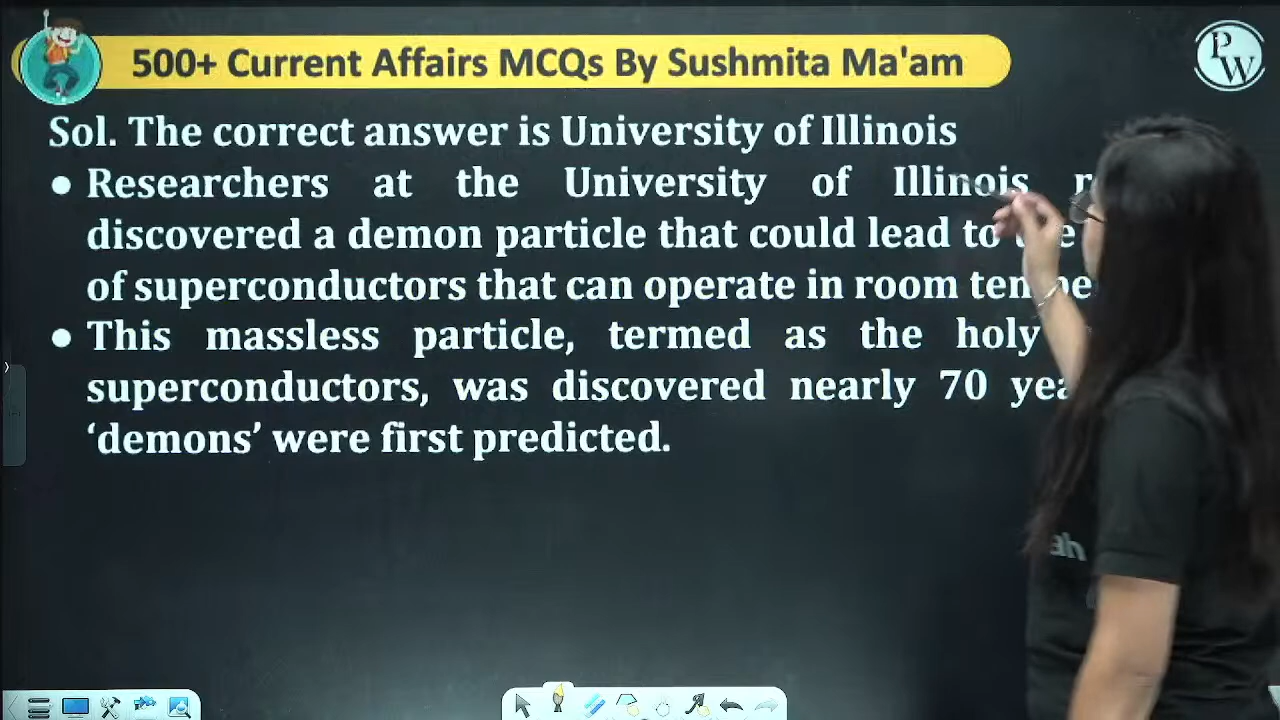 500+ Current Affairs MCQs By Sushmita Ma'am
PW
Sol. The correct answer is University of Illinois
● Researchers at the University of Illinois
discovered a demon particle that could lead to
of superconductors that can operate in room
● This massless particle, termed as the holy
superconductors, was discovered nearly 70
‘demons’ were first predicted.